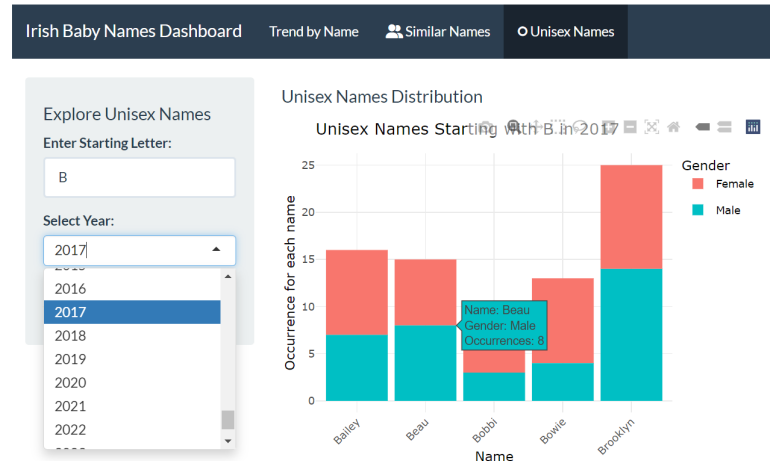 Irish Baby Names Dashboard
Trend by Name
Similar Names
Unisex Names
Explore Unisex Names
Enter Starting Letter:
B
Select Year:
2017
2016
2017
2018
2019
2020
2021
2022
Unisex Names Distribution
Unisex Names Starting with B in 2017
Occurrence for each name
25
20
15
10
5
0
Name: Beau
Gender: Male
Occurrences: 8
Bailey
Beau
Bobbi
Bowie
Brooklyn
Name
Gender
Female
Male